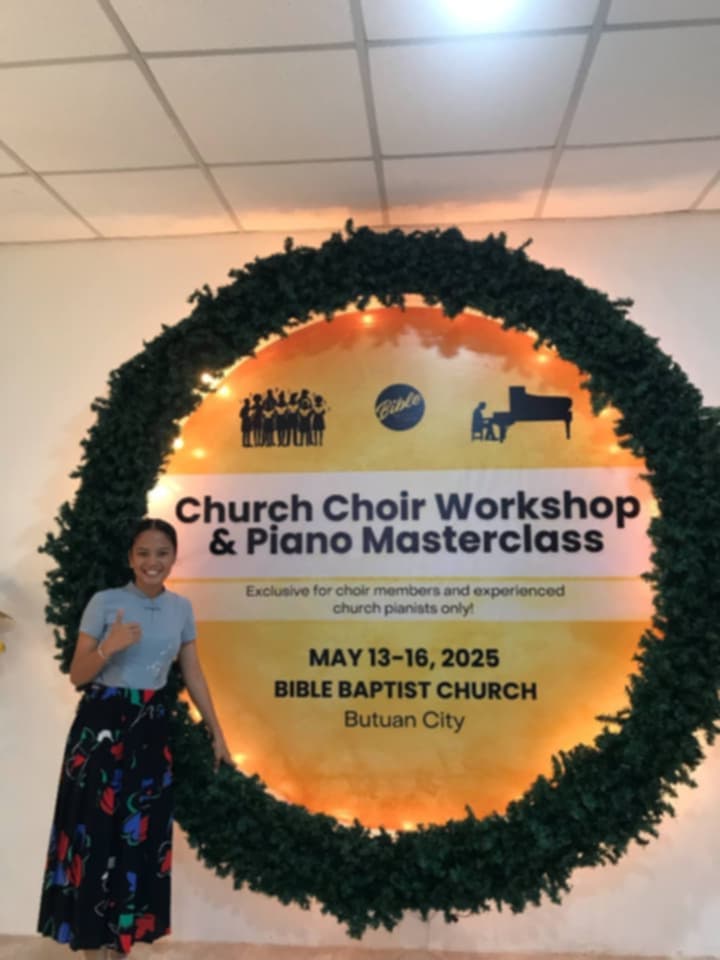 Bible
Church Choir Workshop
& Piano Masterclass
Exclusive for choir members and experienced
church pianists only!
MAY 13-16, 2025
BIBLE BAPTIST CHURCH
Butuan City